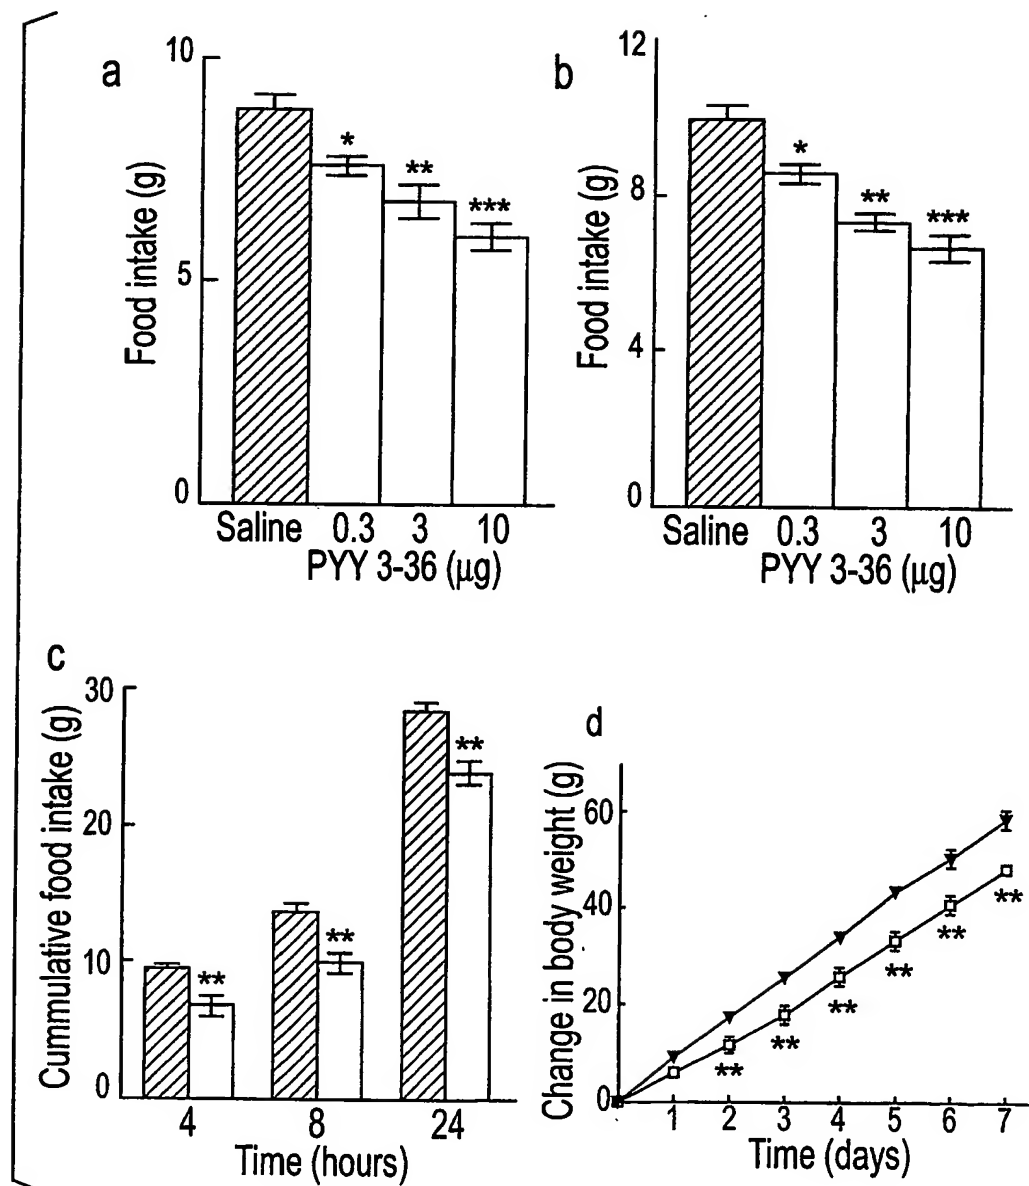 a
Food intake (g)
10
5
0
*
**
***
Saline 0.3 3 10
PYY 3-36 (μg)
b
Food intake (g)
12
8
4
0
*
**
***
Saline 0.3 3 10
PYY 3-36 (μg)
c
Cummulative food intake (g)
30
20
10
0
**
**
**
4 8 24
Time (hours)
d
Change in body weight (g)
60
40
20
0
**
**
**
**
**
**
1 2 3 4 5 6 7
Time (days)